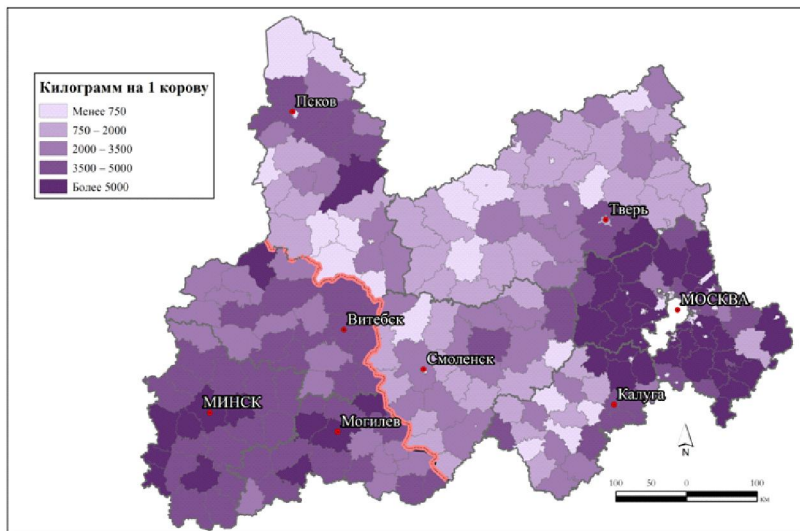 Килограмм на 1 корову
Менее 750
750 – 2000
2000 – 3500
3500 – 5000
Более 5000
Псков
Тверь
МОСКВА
Витебск
Смоленск
Калуга
МИНСК
Могилев
N
100 50 0 100
км